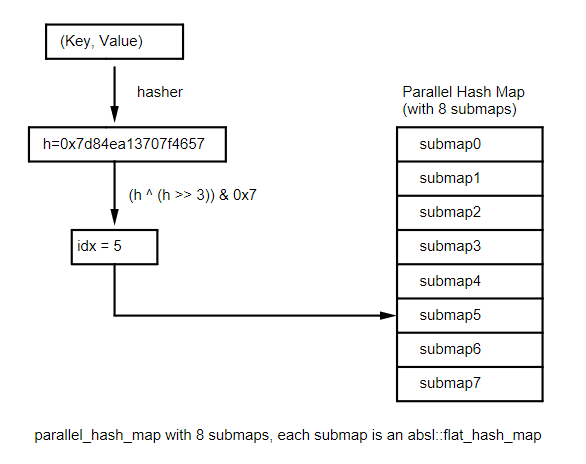 (Key, Value)
hasher
h=0x7d84ea13707f4657
(h ^ (h >> 3)) & 0x7
idx = 5
Parallel Hash Map
(with 8 submaps)
submap0
submap1
submap2
submap3
submap4
submap5
submap6
submap7
parallel_hash_map with 8 submaps, each submap is an absl::flat_hash_map